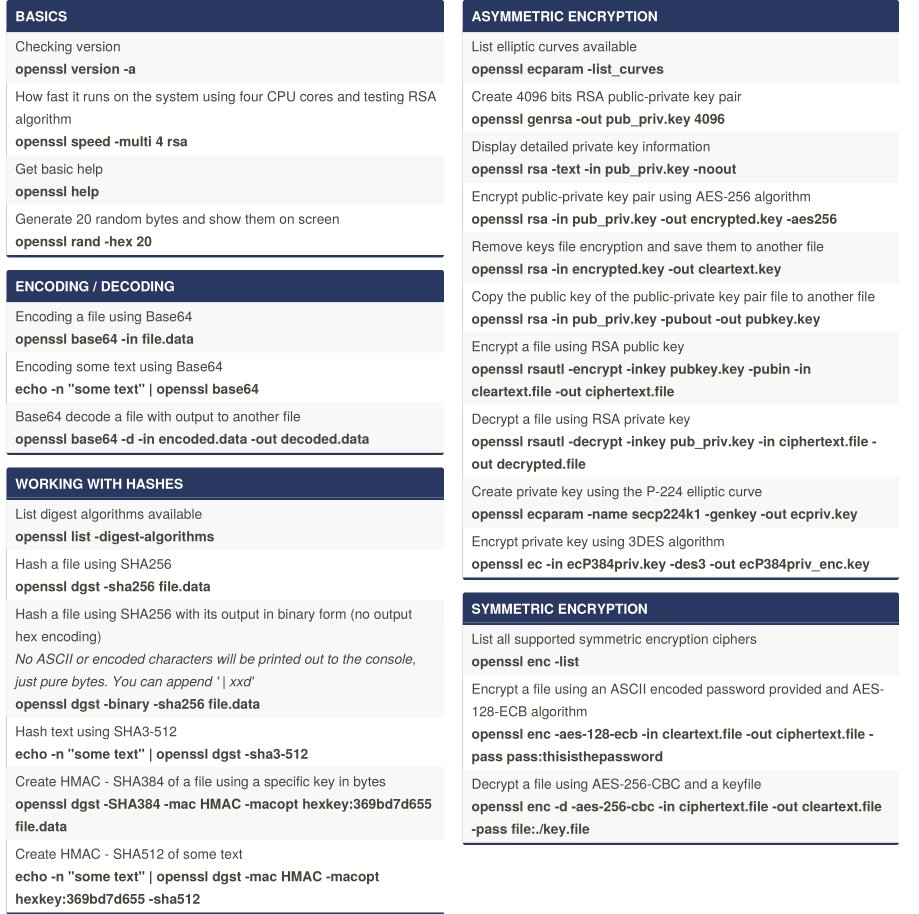 BASICS
Checking version
openssl version -a
How fast it runs on the system using four CPU cores and testing RSA
algorithm
openssl speed -multi 4 rsa
Get basic help
openssl help
Generate 20 random bytes and show them on screen
openssl rand -hex 20
ENCODING / DECODING
Encoding a file using Base64
openssl base64 -in file.data
Encoding some text using Base64
echo -n "some text" | openssl base64
Base64 decode a file with output to another file
openssl base64 -d -in encoded.data -out decoded.data
WORKING WITH HASHES
List digest algorithms available
openssl list -digest-algorithms
Hash a file using SHA256
openssl dgst -sha256 file.data
Hash a file using SHA256 with its output in binary form (no output
hex encoding)
No ASCII or encoded characters will be printed out to the console,
just pure bytes. You can append ' | xxd'
openssl dgst -binary -sha256 file.data
Hash text using SHA3-512
echo -n "some text" | openssl dgst -sha3-512
Create HMAC - SHA384 of a file using a specific key in bytes
openssl dgst -SHA384 -mac HMAC -macopt hexkey:369bd7d655
file.data
Create HMAC - SHA512 of some text
echo -n "some text" | openssl dgst -mac HMAC -macopt
hexkey:369bd7d655 -sha512
ASYMMETRIC ENCRYPTION
List elliptic curves available
openssl ecparam -list_curves
Create 4096 bits RSA public-private key pair
openssl genrsa -out pub_priv.key 4096
Display detailed private key information
openssl rsa -text -in pub_priv.key -noout
Encrypt public-private key pair using AES-256 algorithm
openssl rsa -in pub_priv.key -out encrypted.key -aes256
Remove keys file encryption and save them to another file
openssl rsa -in encrypted.key -out cleartext.key
Copy the public key of the public-private key pair file to another file
openssl rsa -in pub_priv.key -pubout -out pubkey.key
Encrypt a file using RSA public key
openssl rsautl -encrypt -inkey pubkey.key -pubin -in
cleartext.file -out ciphertext.file
Decrypt a file using RSA private key
openssl rsautl -decrypt -inkey pub_priv.key -in ciphertext.file -
out decrypted.file
Create private key using the P-224 elliptic curve
openssl ecparam -name secp224k1 -genkey -out ecpriv.key
Encrypt private key using 3DES algorithm
openssl ec -in ecP384priv.key -des3 -out ecP384priv_enc.key
SYMMETRIC ENCRYPTION
List all supported symmetric encryption ciphers
openssl enc -list
Encrypt a file using an ASCII encoded password provided and AES-
128-ECB algorithm
openssl enc -aes-128-ecb -in cleartext.file -out ciphertext.file -
pass pass:thisisthepassword
Decrypt a file using AES-256-CBC and a keyfile
openssl enc -d -aes-256-cbc -in ciphertext.file -out cleartext.file
-pass file:./key.file